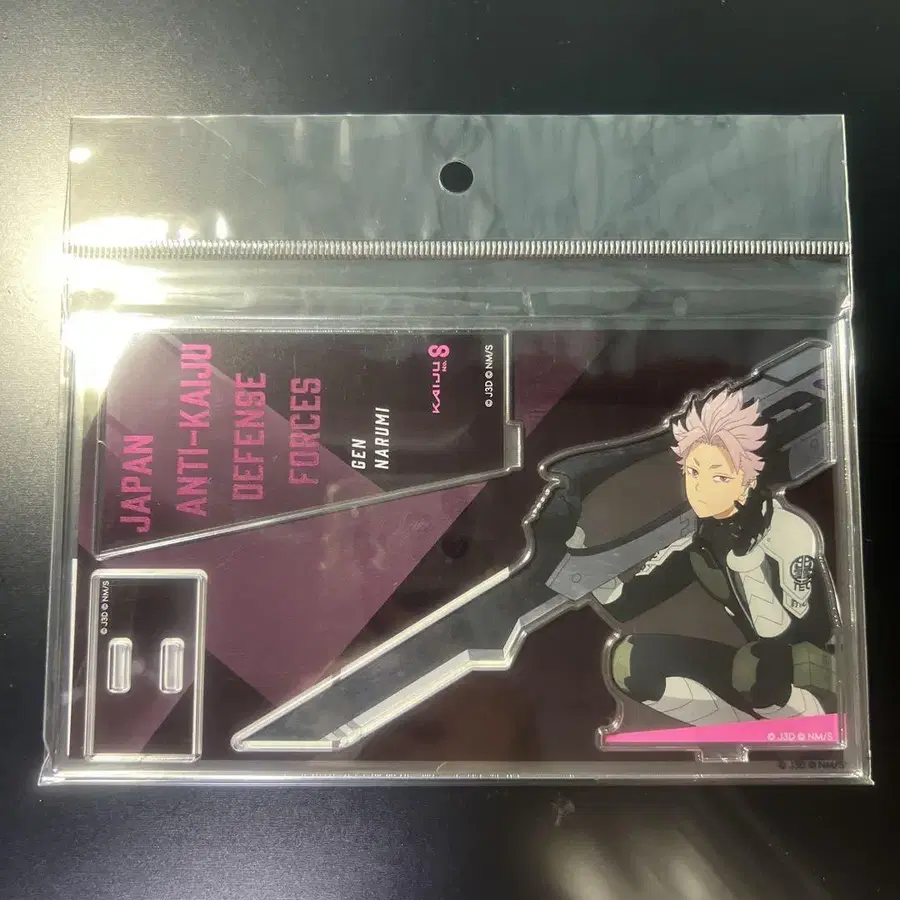 JAPAN
ANTI-KAIJU
DEFENSE
FORCES
GEN
NARUMI
KAIJU NO. 8
© J3D © NM/S
© J3D © NM/S
© J3D © NM/S
© J3D © NM/S